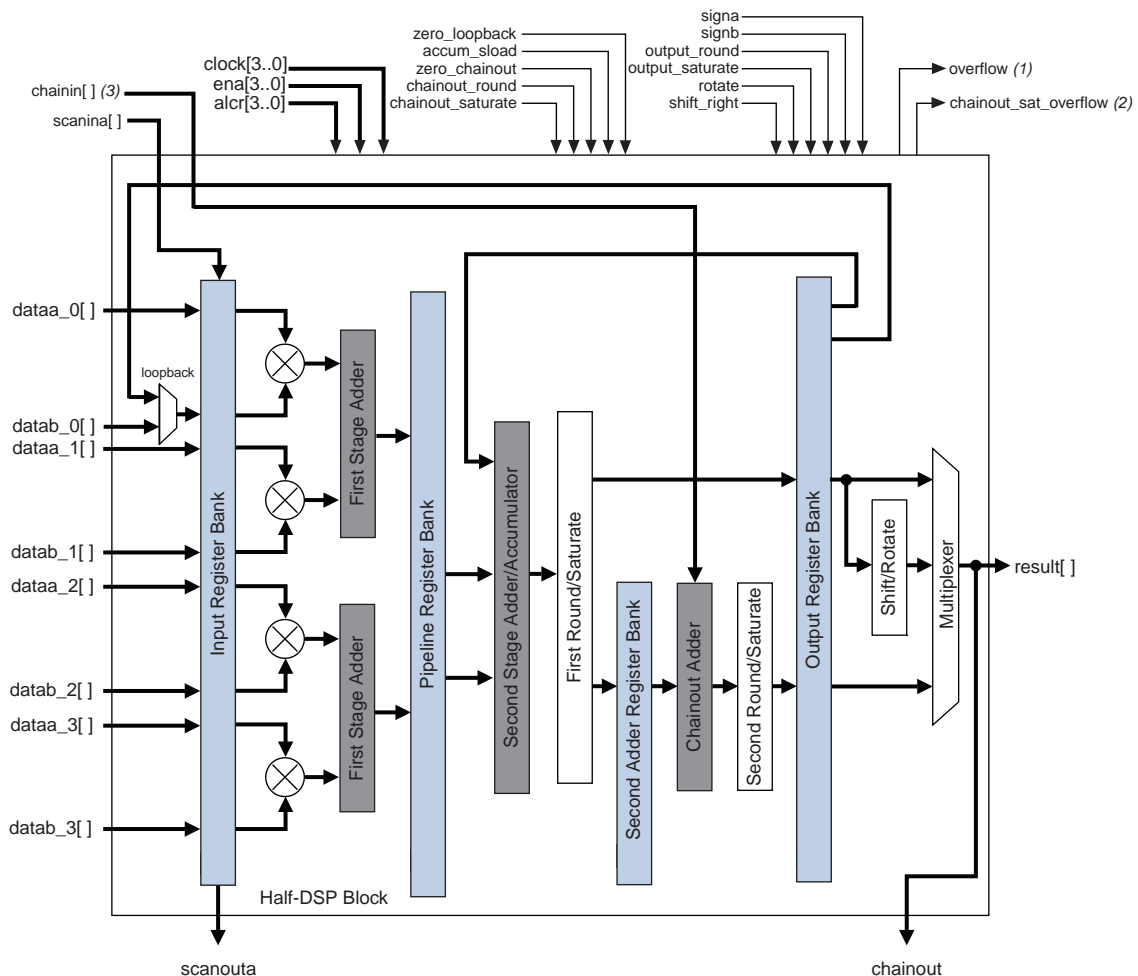 signa
signb
output_round
output_saturate
rotate
shift_right
zero_loopback
accum_sload
zero_chainout
chainout_round
chainout_saturate
clock[3..0]
ena[3..0]
alcr[3..0]
overflow (1)
chainout_sat_overflow (2)
chainin[ ] (3)
scanina[ ]
dataa_0[ ]
loopback
datab_0[ ]
dataa_1[ ]
datab_1[ ]
dataa_2[ ]
datab_2[ ]
dataa_3[ ]
datab_3[ ]
Input Register Bank
First Stage Adder
First Stage Adder
Pipeline Register Bank
Second Stage Adder/Accumulator
First Round/Saturate
Second Adder Register Bank
Chainout Adder
Second Round/Saturate
Output Register Bank
Shift/Rotate
Multiplexer
result[ ]
Half-DSP Block
scanouta
chainout